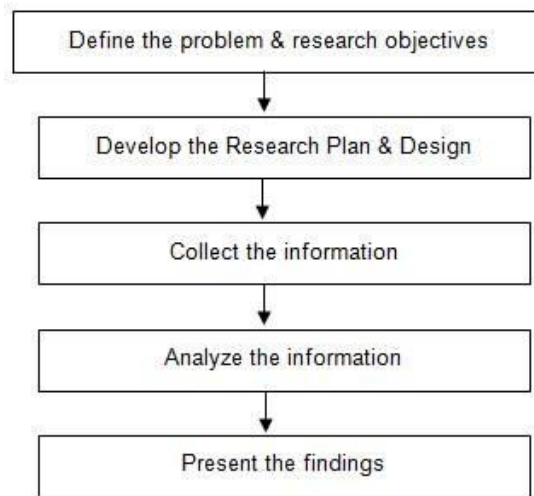 Define the problem & research objectives
Develop the Research Plan & Design
Collect the information
Analyze the information
Present the findings